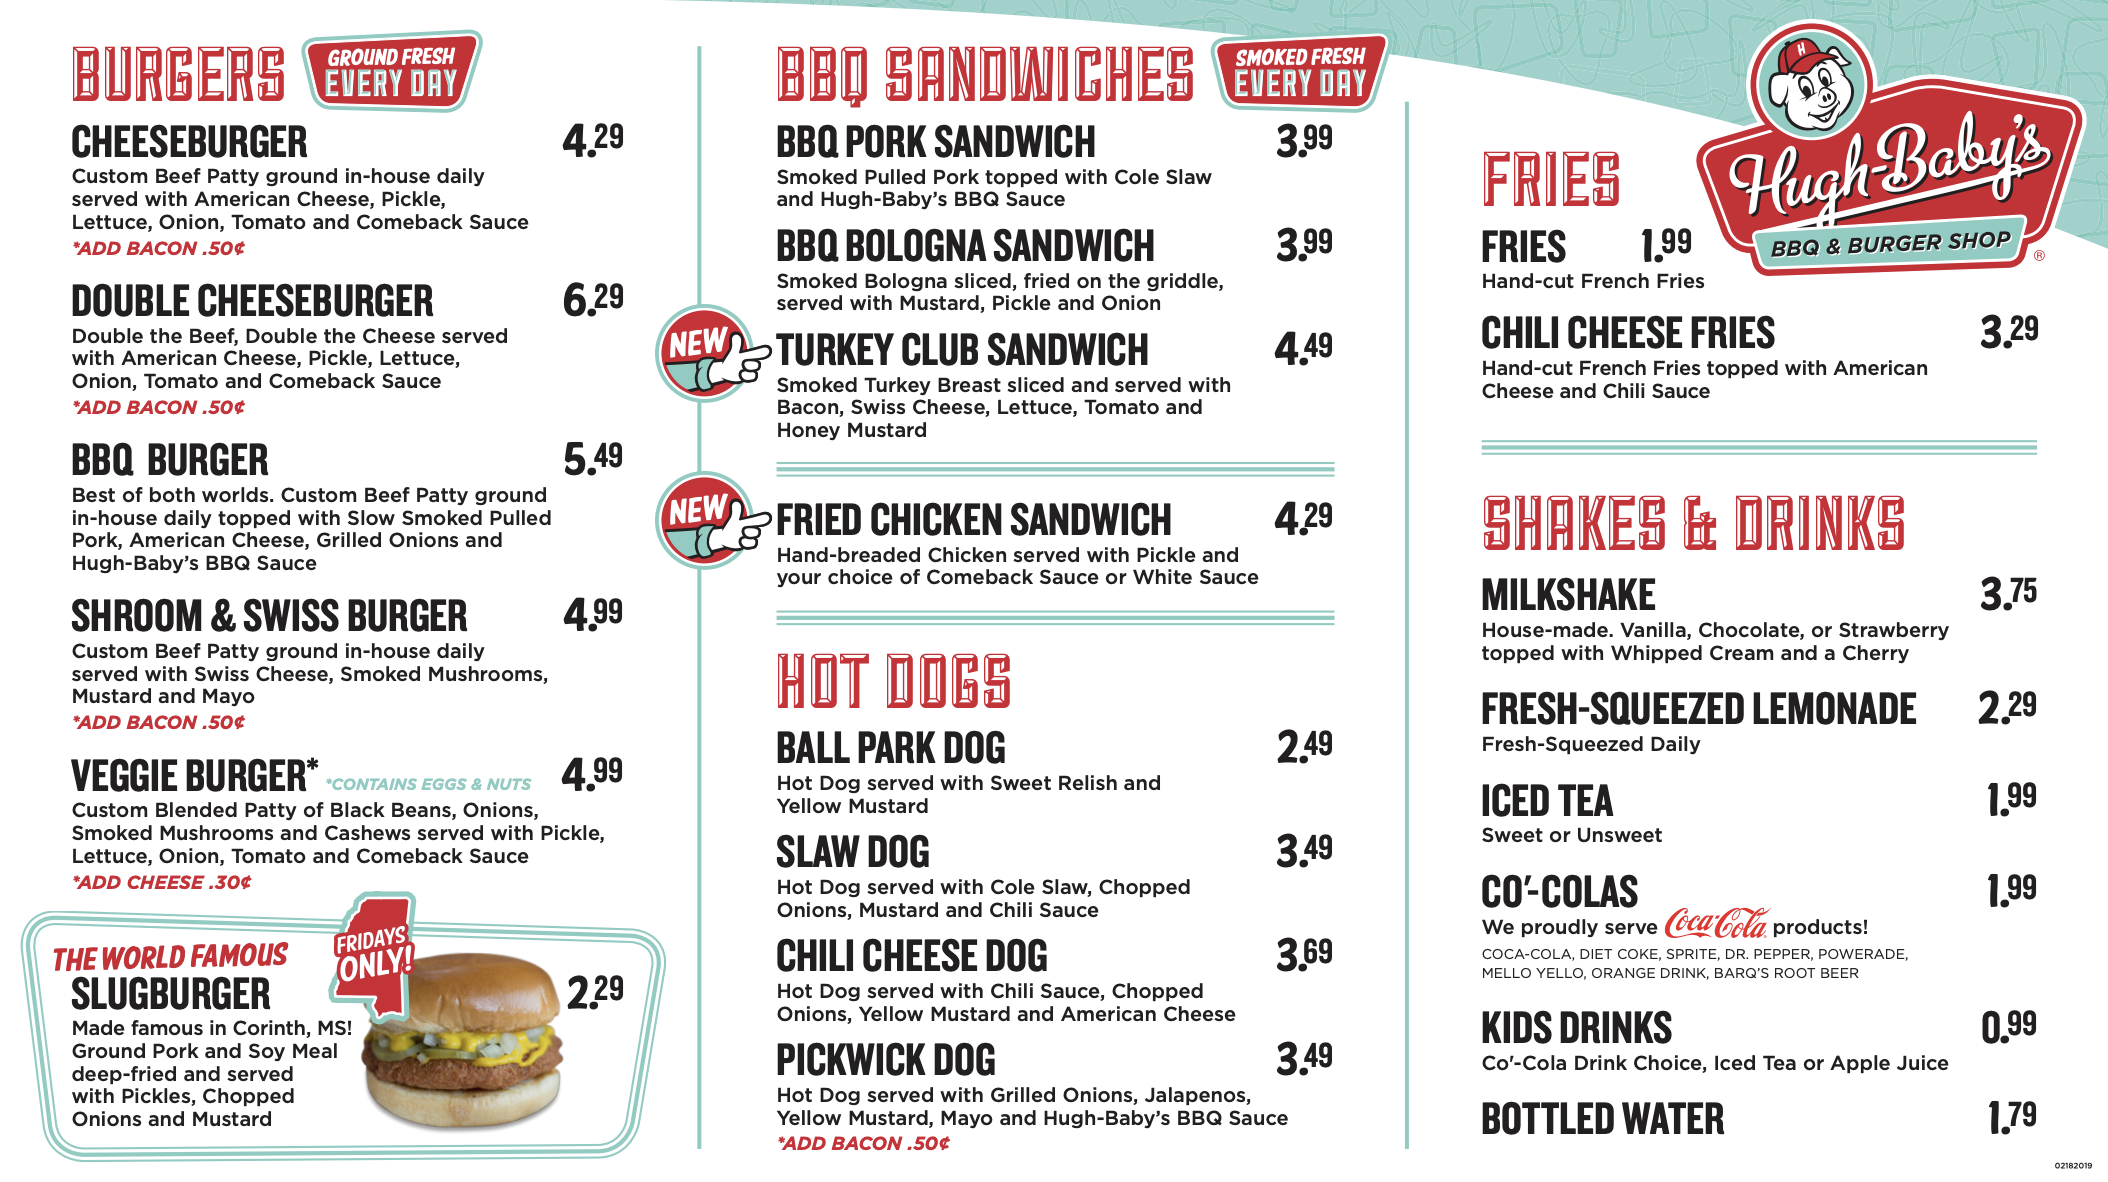 BURGERS
GROUND FRESH
EVERY DAY
CHEESEBURGER 4.29
Custom Beef Patty ground in-house daily
served with American Cheese, Pickle,
Lettuce, Onion, Tomato and Comeback Sauce
*ADD BACON .50¢
DOUBLE CHEESEBURGER 6.29
Double the Beef, Double the Cheese served
with American Cheese, Pickle, Lettuce,
Onion, Tomato and Comeback Sauce
*ADD BACON .50¢
BBQ BURGER 5.49
Best of both worlds. Custom Beef Patty ground
in-house daily topped with Slow Smoked Pulled
Pork, American Cheese, Grilled Onions and
Hugh-Baby's BBQ Sauce
SHROOM & SWISS BURGER 4.99
Custom Beef Patty ground in-house daily
served with Swiss Cheese, Smoked Mushrooms,
Mustard and Mayo
*ADD BACON .50¢
VEGGIE BURGER* *CONTAINS EGGS & NUTS 4.99
Custom Blended Patty of Black Beans, Onions,
Smoked Mushrooms and Cashews served with Pickle,
Lettuce, Onion, Tomato and Comeback Sauce
*ADD CHEESE .30¢
THE WORLD FAMOUS
SLUGBURGER 2.29
FRIDAYS
ONLY!
Made famous in Corinth, MS!
Ground Pork and Soy Meal
deep-fried and served
with Pickles, Chopped
Onions and Mustard
BBQ SANDWICHES
SMOKED FRESH
EVERY DAY
BBQ PORK SANDWICH 3.99
Smoked Pulled Pork topped with Cole Slaw
and Hugh-Baby's BBQ Sauce
BBQ BOLOGNA SANDWICH 3.99
Smoked Bologna sliced, fried on the griddle,
served with Mustard, Pickle and Onion
NEW
TURKEY CLUB SANDWICH 4.49
Smoked Turkey Breast sliced and served with
Bacon, Swiss Cheese, Lettuce, Tomato and
Honey Mustard
NEW
FRIED CHICKEN SANDWICH 4.29
Hand-breaded Chicken served with Pickle and
your choice of Comeback Sauce or White Sauce
HOT DOGS
BALL PARK DOG 2.49
Hot Dog served with Sweet Relish and
Yellow Mustard
SLAW DOG 3.49
Hot Dog served with Cole Slaw, Chopped
Onions, Mustard and Chili Sauce
CHILI CHEESE DOG 3.69
Hot Dog served with Chili Sauce, Chopped
Onions, Yellow Mustard and American Cheese
PICKWICK DOG 3.49
Hot Dog served with Grilled Onions, Jalapenos,
Yellow Mustard, Mayo and Hugh-Baby's BBQ Sauce
*ADD BACON .50¢
H
Hugh-Baby's
BBQ & BURGER SHOP
®
FRIES
FRIES 1.99
Hand-cut French Fries
CHILI CHEESE FRIES 3.29
Hand-cut French Fries topped with American
Cheese and Chili Sauce
SHAKES & DRINKS
MILKSHAKE 3.75
House-made. Vanilla, Chocolate, or Strawberry
topped with Whipped Cream and a Cherry
FRESH-SQUEEZED LEMONADE 2.29
Fresh-Squeezed Daily
ICED TEA 1.99
Sweet or Unsweet
CO'-COLAS 1.99
We proudly serve Coca-Cola products!
COCA-COLA, DIET COKE, SPRITE, DR. PEPPER, POWERADE,
MELLO YELLO, ORANGE DRINK, BARQ'S ROOT BEER
KIDS DRINKS 0.99
Co'-Cola Drink Choice, Iced Tea or Apple Juice
BOTTLED WATER 1.79
02182019